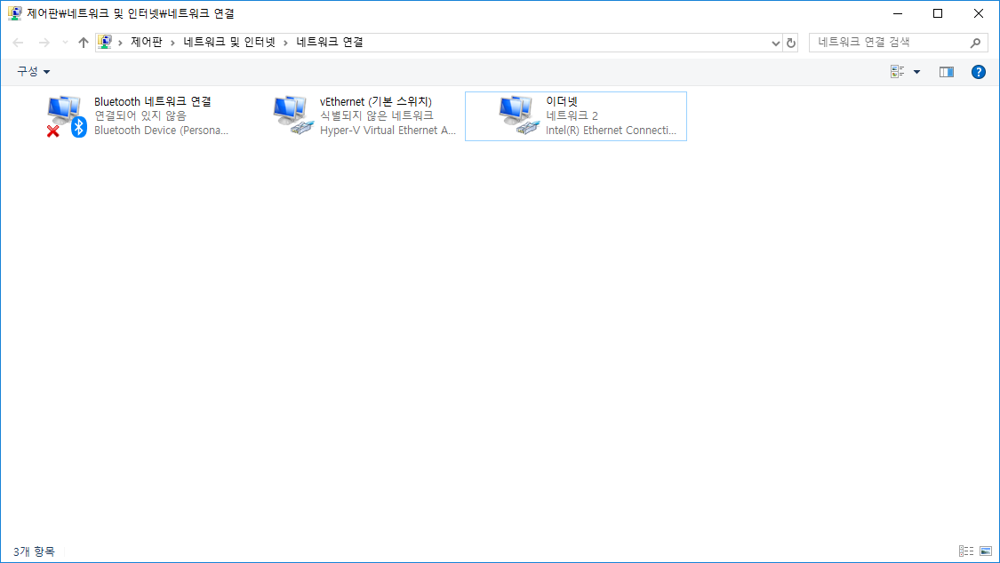 제어판₩네트워크 및 인터넷₩네트워크 연결
제어판 네트워크 및 인터넷 네트워크 연결
네트워크 연결 검색
구성
Bluetooth 네트워크 연결
연결되어 있지 않음
Bluetooth Device (Persona...
vEthernet (기본 스위치)
식별되지 않은 네트워크
Hyper-V Virtual Ethernet A...
이더넷
네트워크 2
Intel(R) Ethernet Connecti...
3개 항목